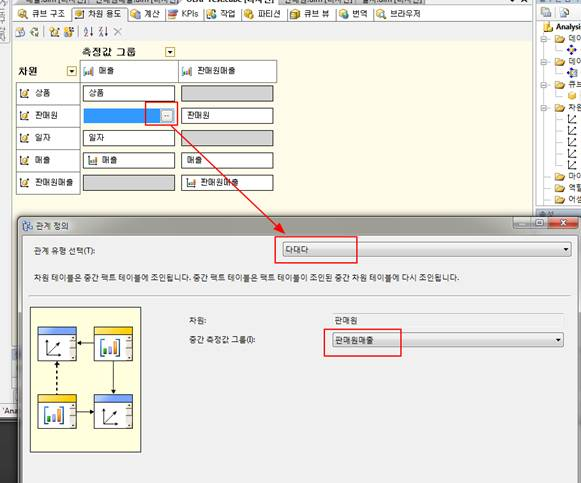 큐브 구조 차원 용도 계산 KPIs 작업 파티션 큐브 뷰 번역 브라우저
측정값 그룹
차원 매출 판매원매출
상품 상품
판매원 ... 판매원
일자 일자
매출 매출 매출
판매원매출 판매원매출
Analysis
데이
데이
큐브
차원
마이
역할
어셈
관계 정의
관계 유형 선택(T): 다대다
차원 테이블은 중간 팩트 테이블에 조인됩니다. 중간 팩트 테이블은 팩트 테이블이 조인된 중간 차원 테이블에 다시 조인됩니다.
차원: 판매원
중간 측정값 그룹(I): 판매원매출